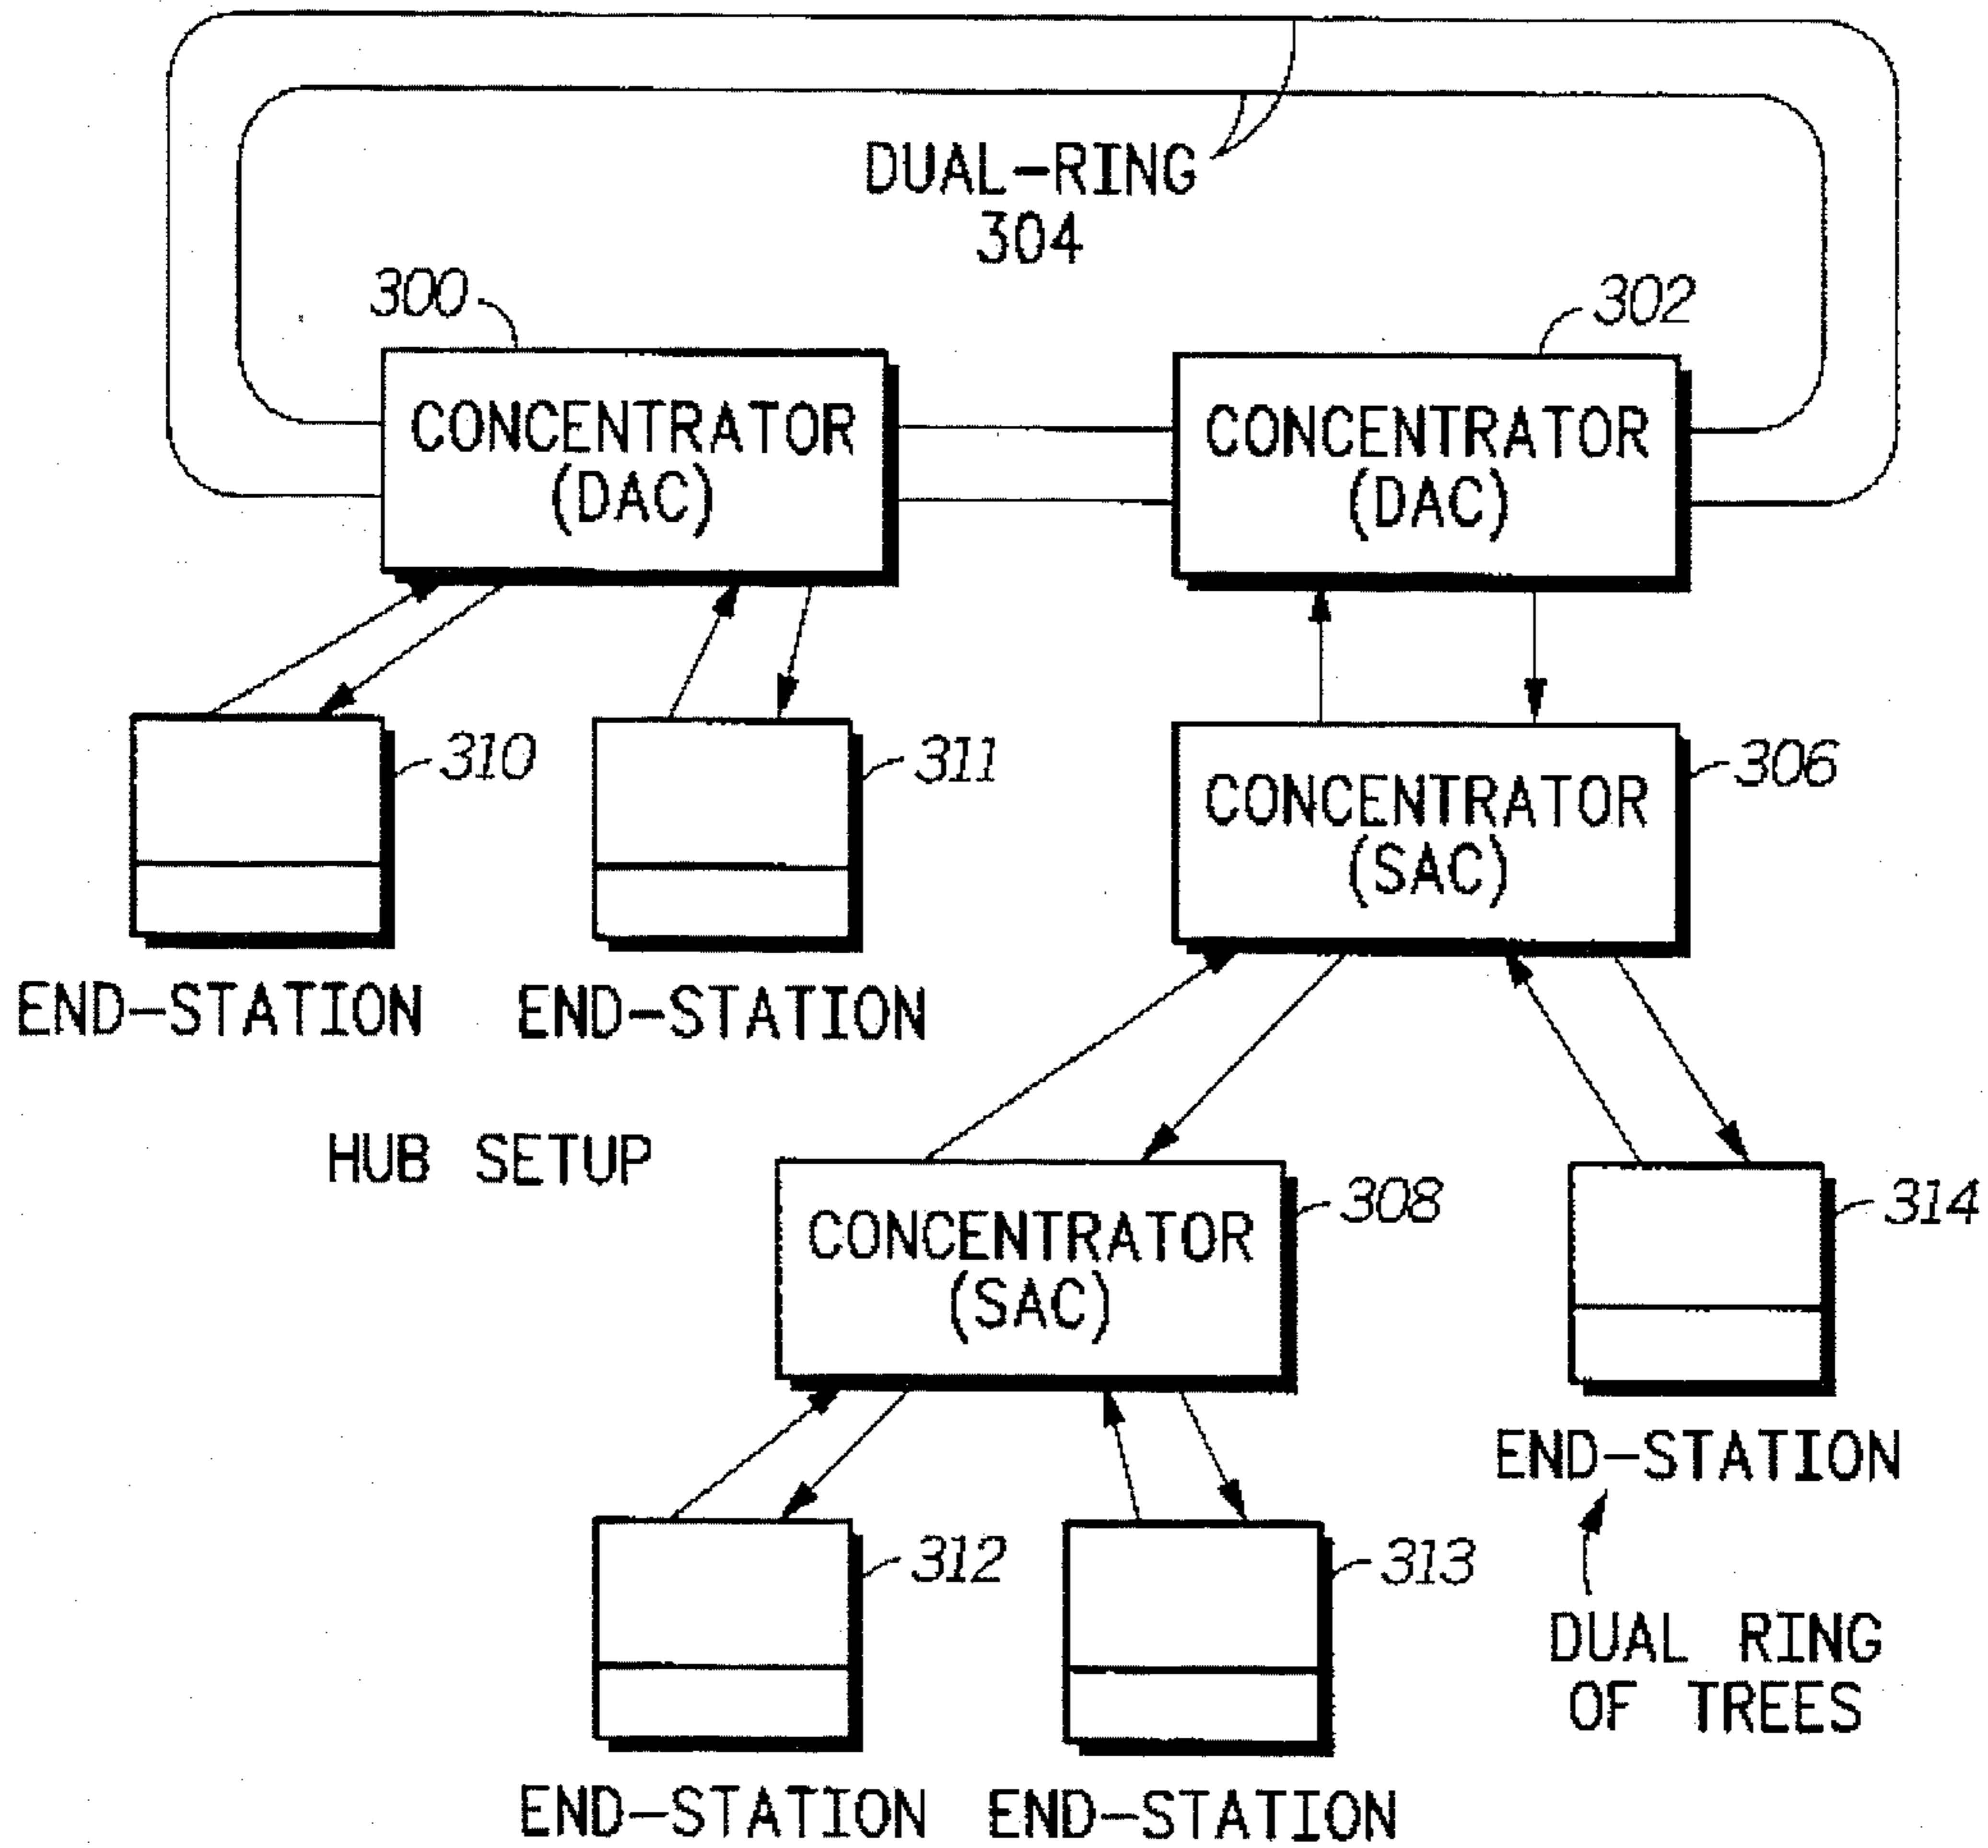 DUAL-RING
304
300
302
CONCENTRATOR
(DAC)
CONCENTRATOR
(DAC)
310
311
306
CONCENTRATOR
(SAC)
END-STATION
END-STATION
HUB SETUP
308
314
CONCENTRATOR
(SAC)
END-STATION
312
313
DUAL RING
OF TREES
END-STATION
END-STATION